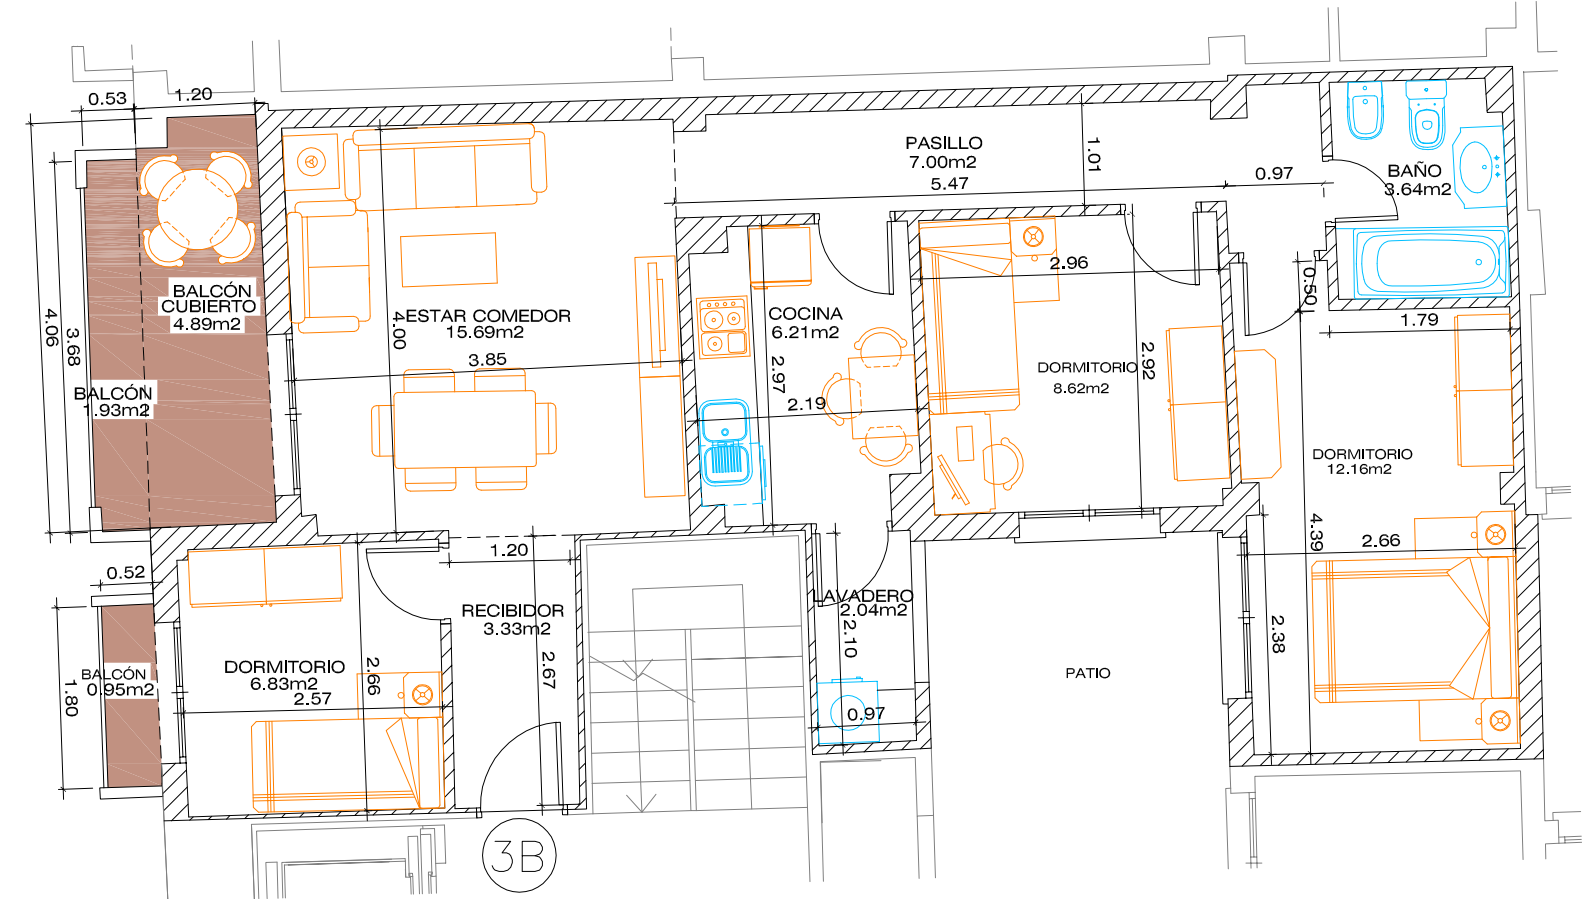 0.53
1.20
4.06
3.68
BALCÓN
CUBIERTO
4.89m2
BALCÓN
1.93m2
ESTAR COMEDOR
15.69m2
4.00
3.85
PASILLO
7.00m2
5.47
1.01
0.97
BAÑO
3.64m2
COCINA
6.21m2
2.97
2.19
2.96
DORMITORIO
8.62m2
2.92
0.50
1.79
DORMITORIO
12.16m2
4.39
2.66
2.38
0.52
BALCÓN
0.95m2
1.80
DORMITORIO
6.83m2
2.57
2.66
1.20
RECIBIDOR
3.33m2
2.67
LAVADERO
2.04m2
2.10
0.97
PATIO
3B